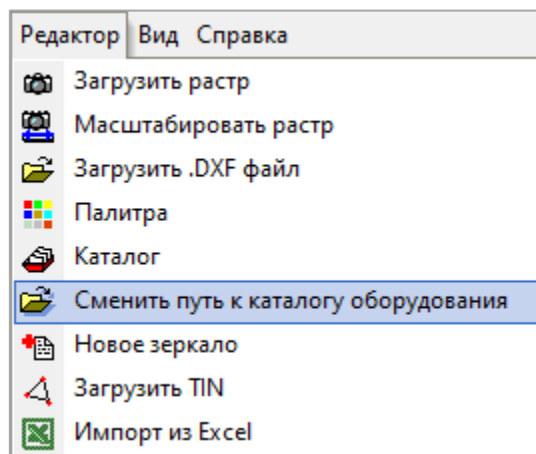 Редактор Вид Справка
Загрузить растр
Масштабировать растр
Загрузить .DXF файл
Палитра
Каталог
Сменить путь к каталогу оборудования
Новое зеркало
Загрузить TIN
Импорт из Excel